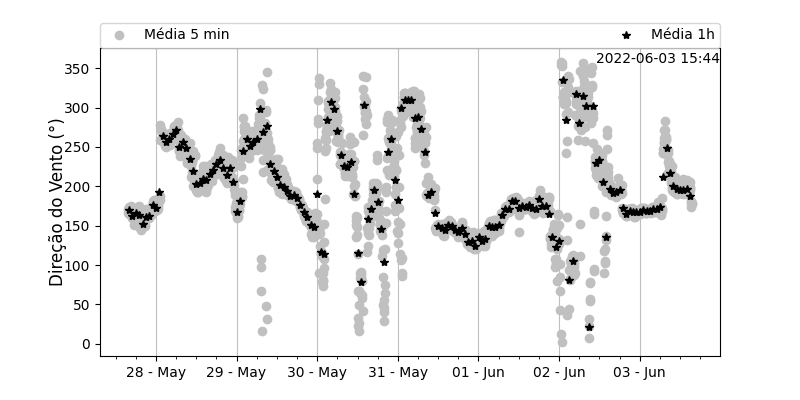 Média 5 min
Média 1h
2022-06-03 15:44
Direção do Vento (°)
350
300
250
200
150
100
50
0
28 - May
29 - May
30 - May
31 - May
01 - Jun
02 - Jun
03 - Jun